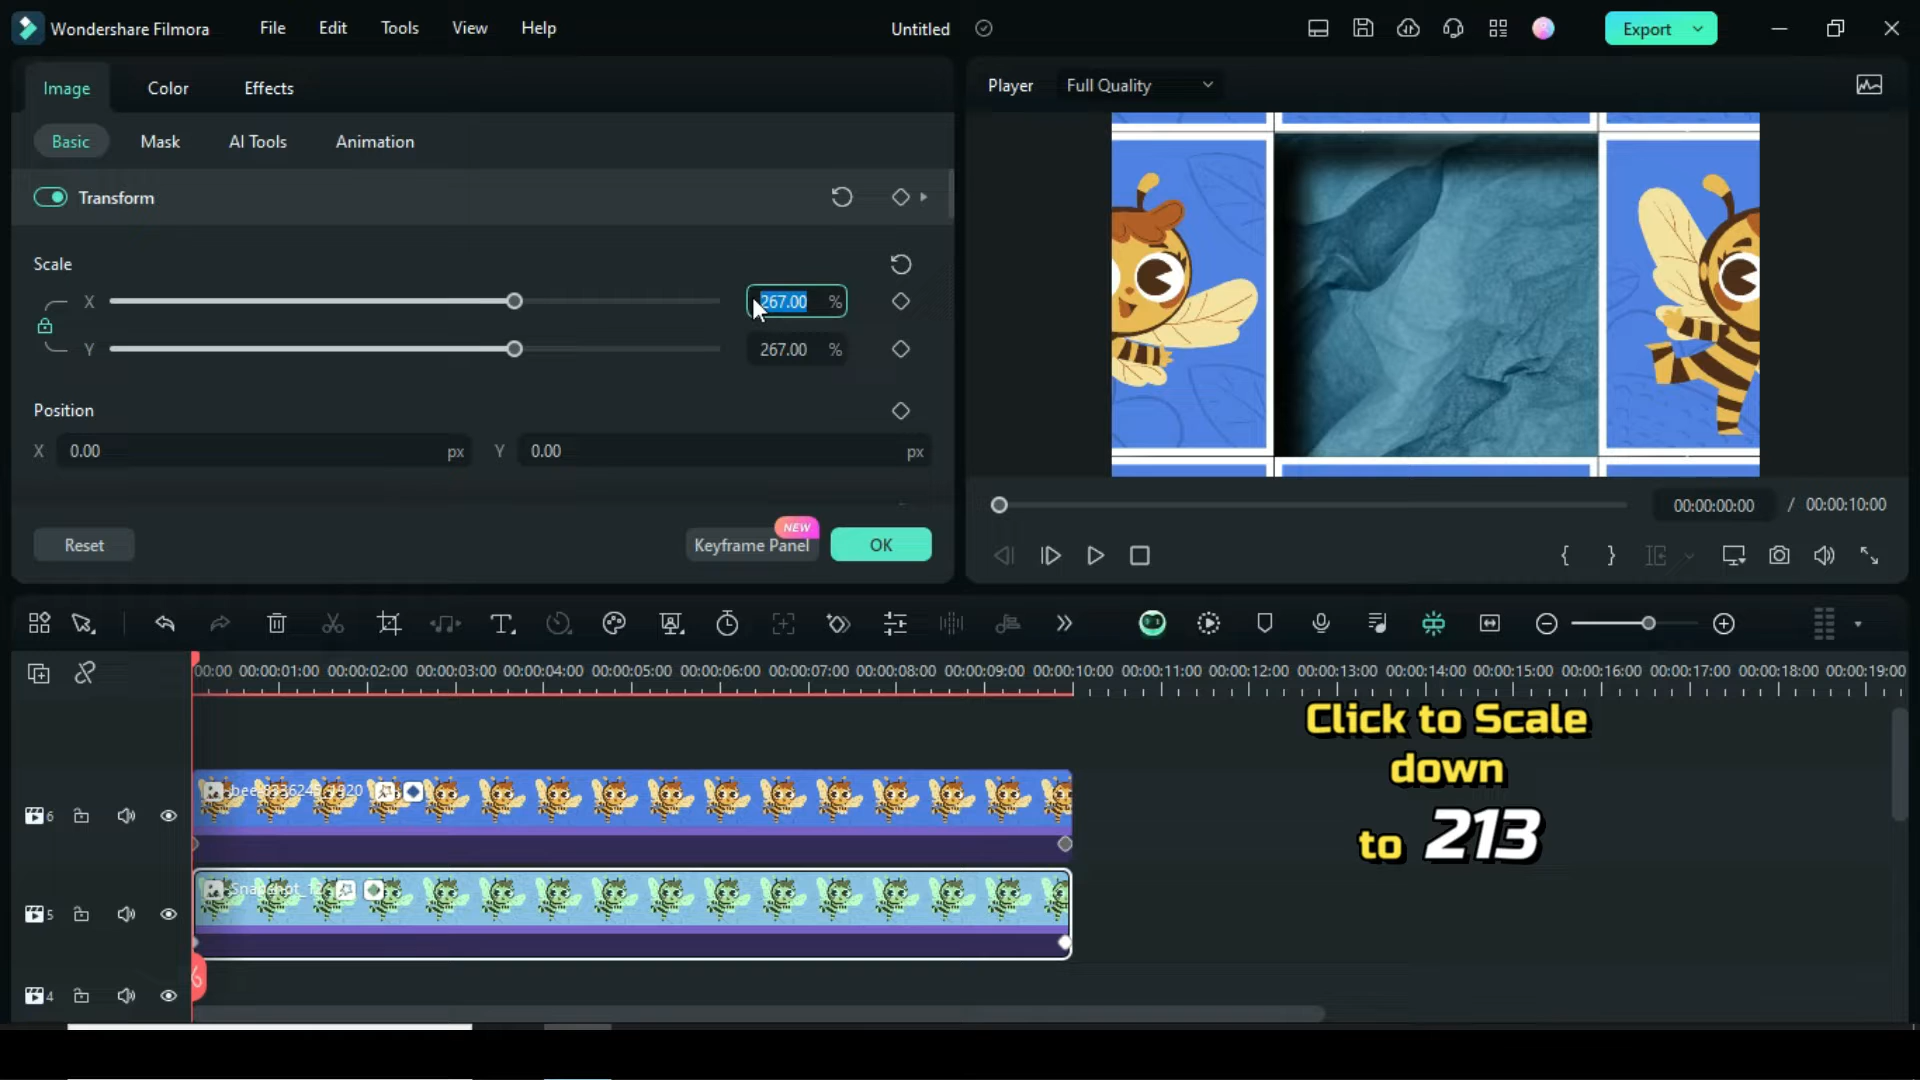 Wondershare Filmora File Edit Tools View Help Untitled Export
Image Color Effects
Player Full Quality
Basic Mask AI Tools Animation
Transform
Scale
X 267.00 %
Y 267.00 %
Position
X 0.00 px Y 0.00 px
00:00:00:00 / 00:00:10:00
NEW
Reset Keyframe Panel OK
00:00 00:00:01:00 00:00:02:00 00:00:03:00 00:00:04:00 00:00:05:00 00:00:06:00 00:00:07:00 00:00:08:00 00:00:09:00 00:00:10:00 00:00:11:00 00:00:12:00 00:00:13:00 00:00:14:00 00:00:15:00 00:00:16:00 00:00:17:00 00:00:18:00 00:00:19:00
Click to Scale
down
to 213
6
5
4